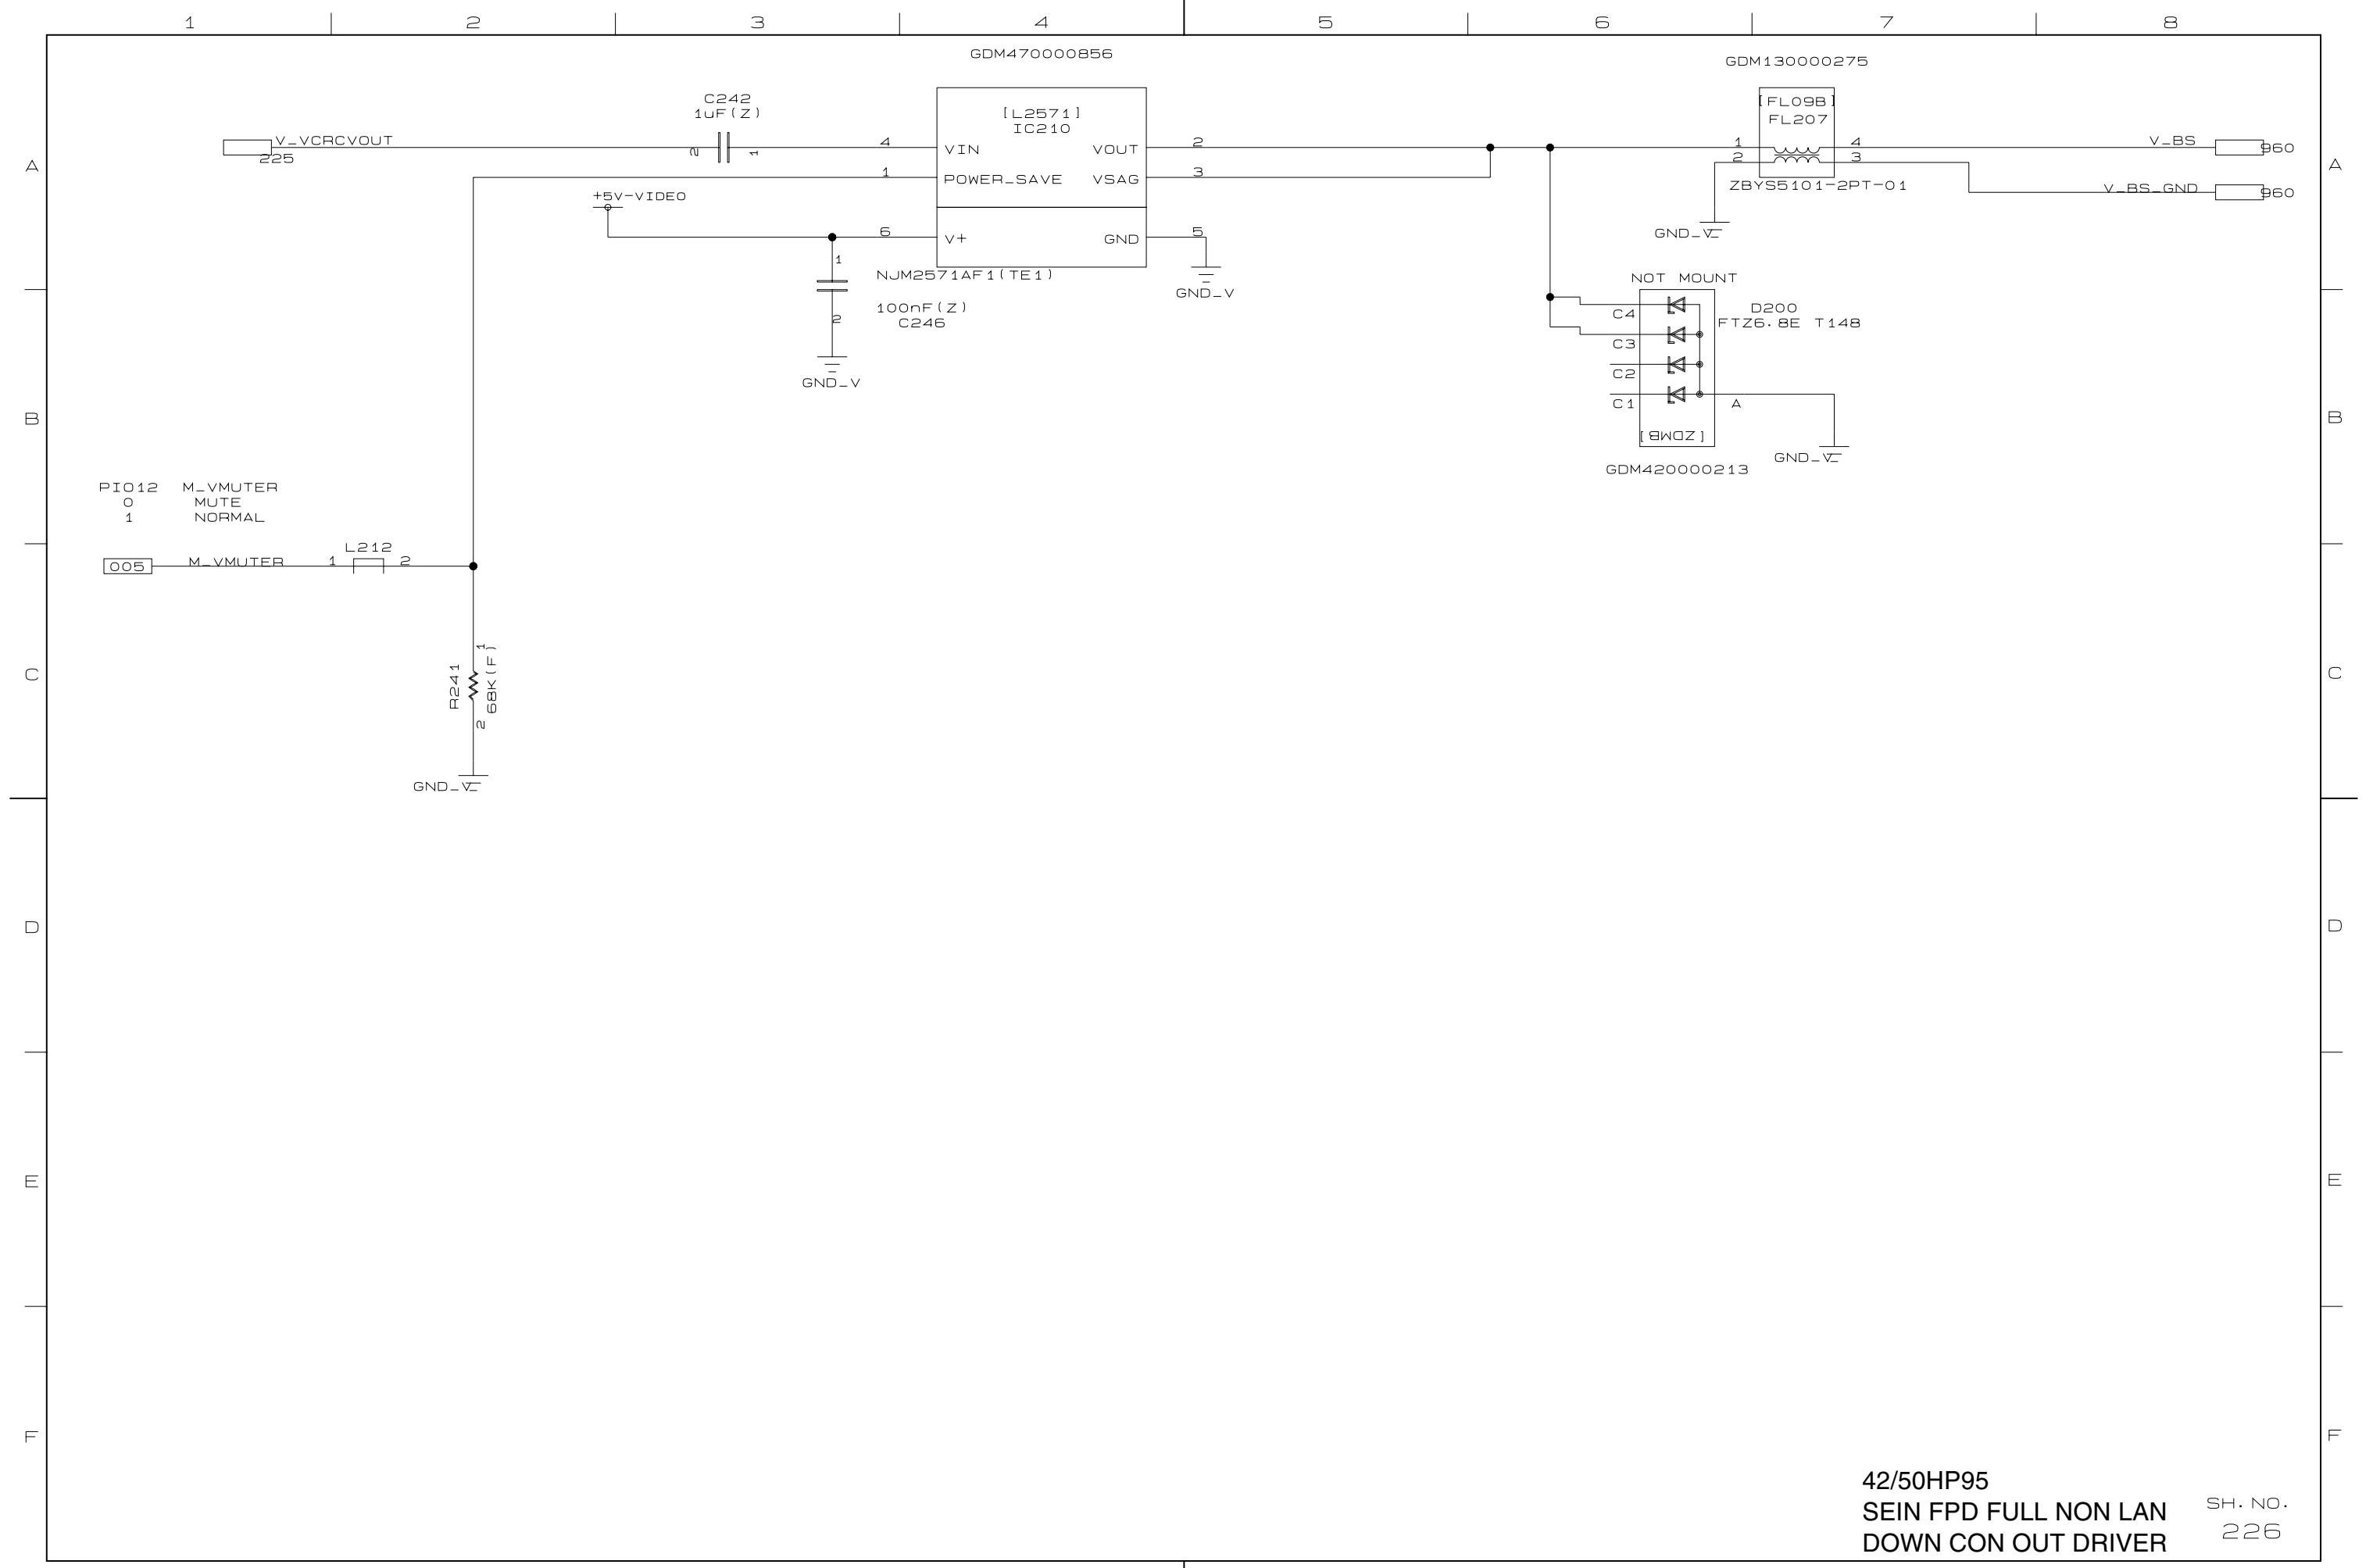 1 2 3 4 5 6 7 8
GDM470000856
GDM130000275
C242
1uF(Z)
[L2571]
IC210
[FL09B]
FL207
V_VCRCVOUT
225
2 1
4 VIN
VOUT 2
1 4
V_BS
960
A
A
1 POWER_SAVE
VSAG 3
2 3
ZBYS5101-2PT-01
V_BS_GND
960
+5V-VIDEO
6 V+
GND 5
GND_V
1
NJM2571AF1(TE1)
NOT MOUNT
GND_V
100nF(Z)
C246
2
C4
D200
FTZ6.8E T148
C3
GND_V
C2
C1
A
B
B
[ZDMB]
GND_V
GDM420000213
PIO12 M_VMUTER
0 MUTE
1 NORMAL
L212
005
M_VMUTER
1 2
R241
1
68K(F)
2
C
C
GND_V
D
D
E
E
F
F
42/50HP95
SEIN FPD FULL NON LAN
DOWN CON OUT DRIVER
SH.NO.
226